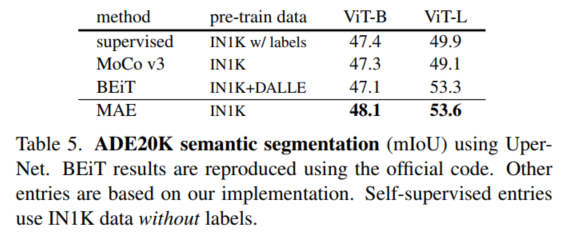 method pre-train data ViT-B ViT-L
supervised IN1K w/ labels 47.4 49.9
MoCo v3 IN1K 47.3 49.1
BEiT IN1K+DALLE 47.1 53.3
MAE IN1K 48.1 53.6
Table 5. ADE20K semantic segmentation (mIoU) using Uper-
Net. BEiT results are reproduced using the official code. Other
entries are based on our implementation. Self-supervised entries
use IN1K data without labels.